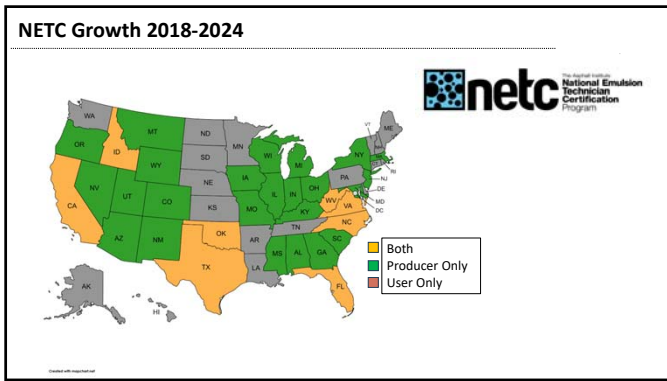 NETC Growth 2018-2024
netc
The Asphalt Institute
National Emulsion
Technician
Certification
Program
WA
MT
ND
MN
VT
ME
OR
ID
WY
SD
WI
MI
NY
RI
NV
NE
IA
PA
NJ
CA
UT
CO
KS
MO
IL
IN
OH
DE
MD
DC
WV
VA
KY
AZ
NM
OK
AR
TN
NC
SC
TX
LA
MS
AL
GA
FL
AK
HI
Both
Producer Only
User Only
Created with mapchart.net